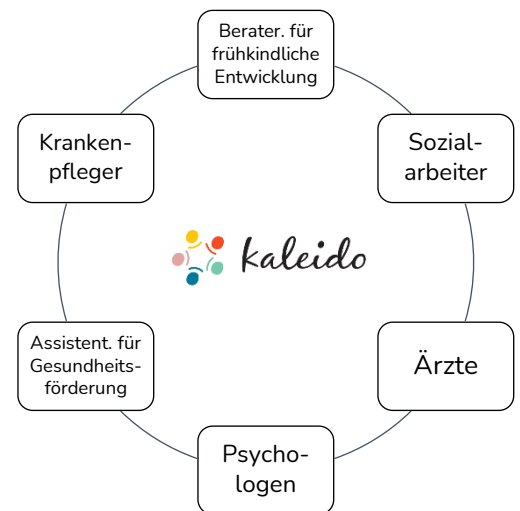 Berater. für
frühkindliche
Entwicklung
Sozial-
arbeiter
Ärzte
Psycho-
logen
Assistent. für
Gesundheits-
förderung
Kranken-
pfleger
kaleido